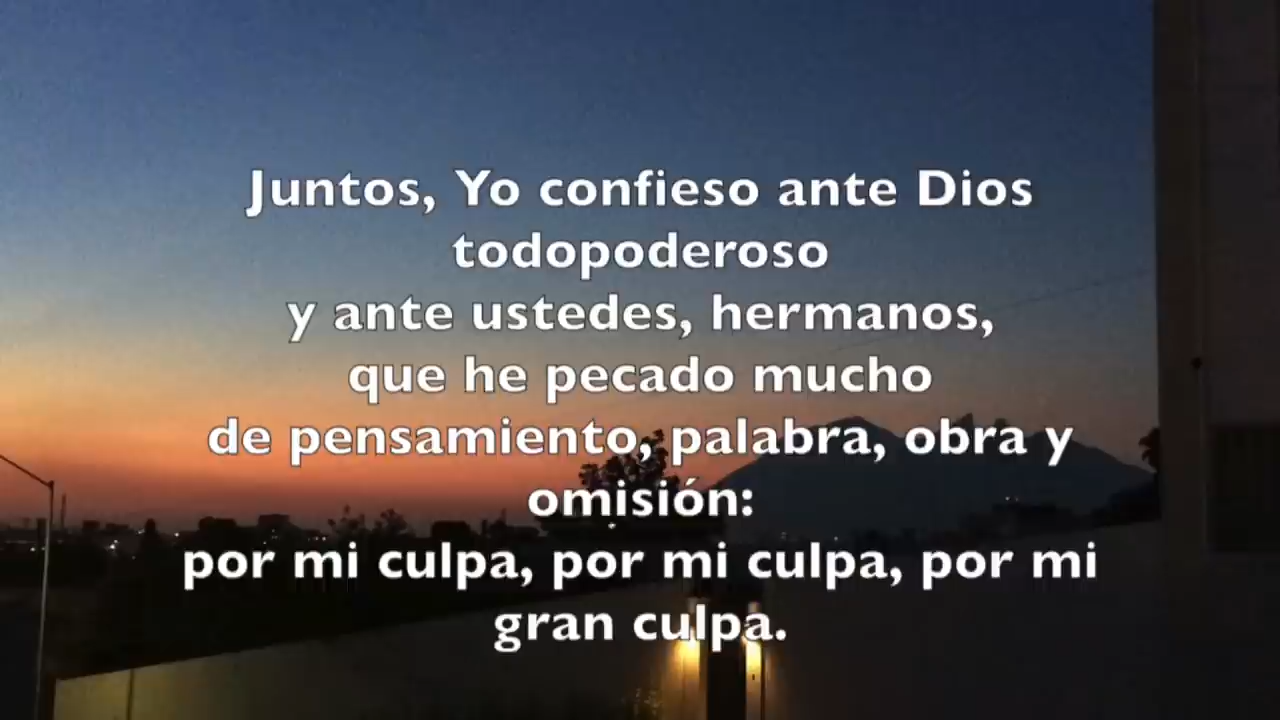 Juntos, Yo confieso ante Dios
todopoderoso
y ante ustedes, hermanos,
que he pecado mucho
de pensamiento, palabra, obra y
omisión:
por mi culpa, por mi culpa, por mi
gran culpa.